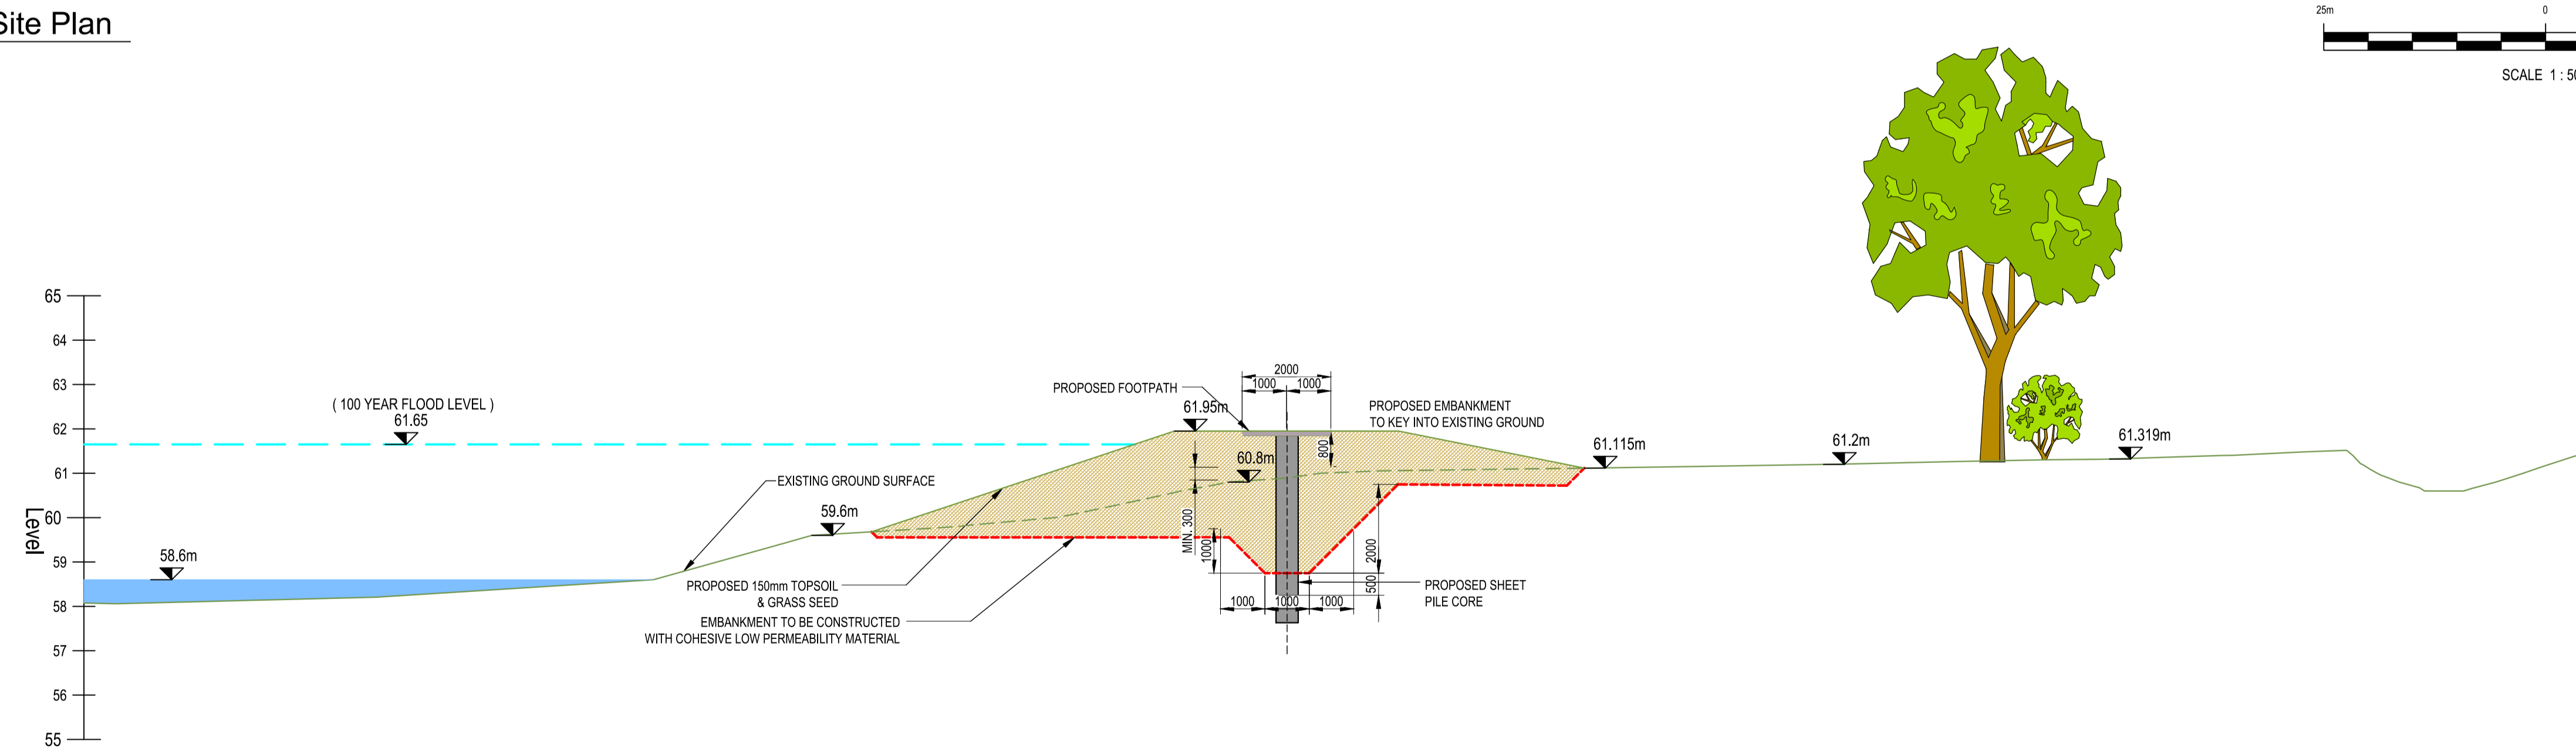 Site Plan
25m 0
SCALE 1 : 50
65
64
63
62
61
60
59
58
57
56
55
Level
( 100 YEAR FLOOD LEVEL )
61.65
58.6m
59.6m
EXISTING GROUND SURFACE
PROPOSED 150mm TOPSOIL
& GRASS SEED
EMBANKMENT TO BE CONSTRUCTED
WITH COHESIVE LOW PERMEABILITY MATERIAL
PROPOSED FOOTPATH
2000
1000 1000
61.95m
PROPOSED EMBANKMENT
TO KEY INTO EXISTING GROUND
800
60.8m
MIN. 300
1000
2000
500
1000 1000 1000
PROPOSED SHEET
PILE CORE
61.115m
61.2m
61.319m